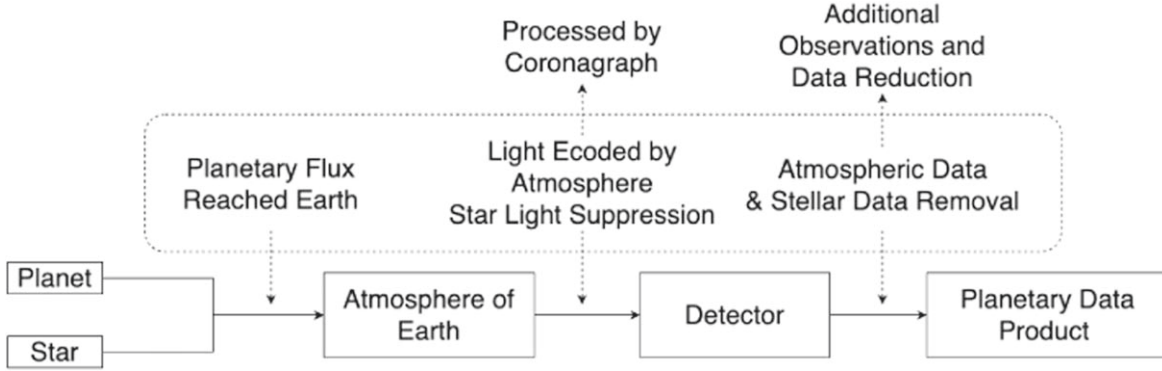 Processed by
Coronagraph
Additional
Observations and
Data Reduction
Planetary Flux
Reached Earth
Light Ecoded by
Atmosphere
Star Light Suppression
Atmospheric Data
& Stellar Data Removal
Planet
Star
Atmosphere of
Earth
Detector
Planetary Data
Product